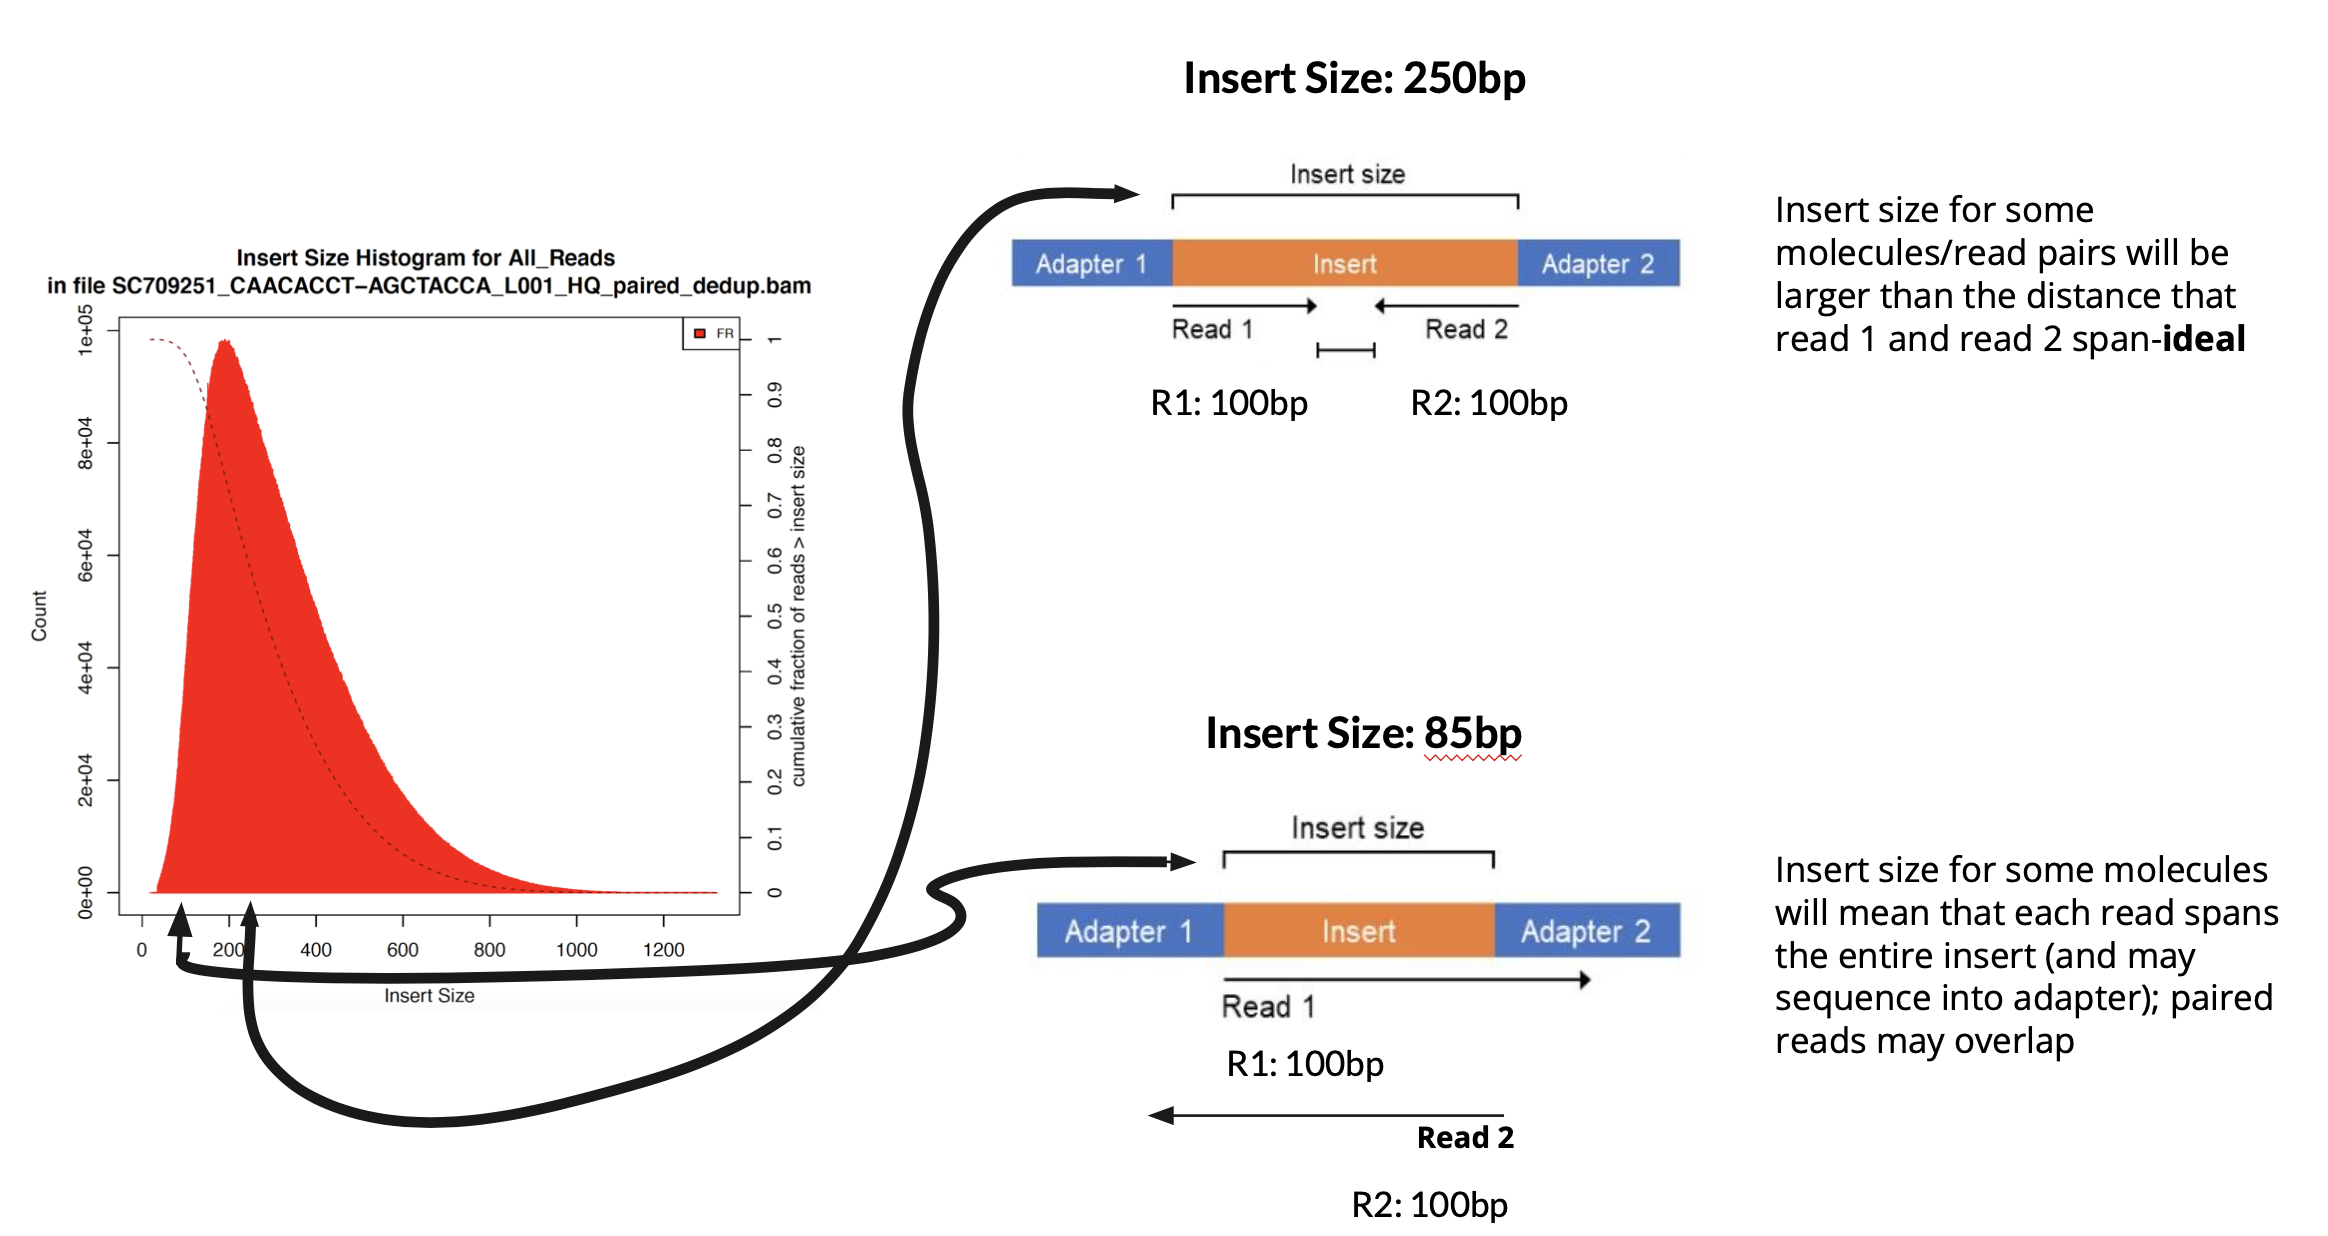 Insert Size: 250bp
Insert size
Adapter 1
Insert
Adapter 2
Read 1
Read 2
R1: 100bp
R2: 100bp
Insert size for some
molecules/read pairs will be
larger than the distance that
read 1 and read 2 span-ideal
Insert Size Histogram for All_Reads
in file SC709251_CAACACCT–AGCTACCA_L001_HQ_paired_dedup.bam
FR
Count
0e+00
2e+04
4e+04
6e+04
8e+04
1e+05
0
0.1
0.2
0.3
0.4
0.5
0.6
0.7
0.8
0.9
1
cumulative fraction of reads > insert size
0
200
400
600
800
1000
1200
Insert Size
Insert Size: 85bp
Insert size
Adapter 1
Insert
Adapter 2
Read 1
R1: 100bp
Read 2
R2: 100bp
Insert size for some molecules
will mean that each read spans
the entire insert (and may
sequence into adapter); paired
reads may overlap